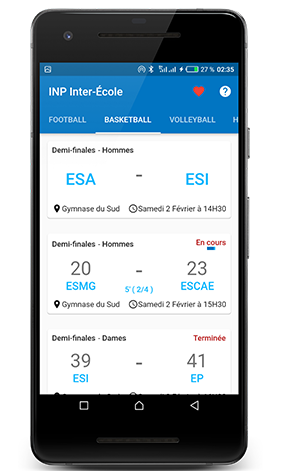 27 % 02:35
INP Inter-École
?
FOOTBALL BASKETBALL VOLLEYBALL H
Demi-finales - Hommes
ESA - ESI
Gymnase du Sud Samedi 2 Février à 14H30
Demi-finales - Hommes En cours
20 - 23
ESMG 5' ( 2/4 ) ESCAE
Gymnase du Sud Samedi 2 Février à 15H30
Demi-finales - Dames Terminée
39 - 41
ESI EP